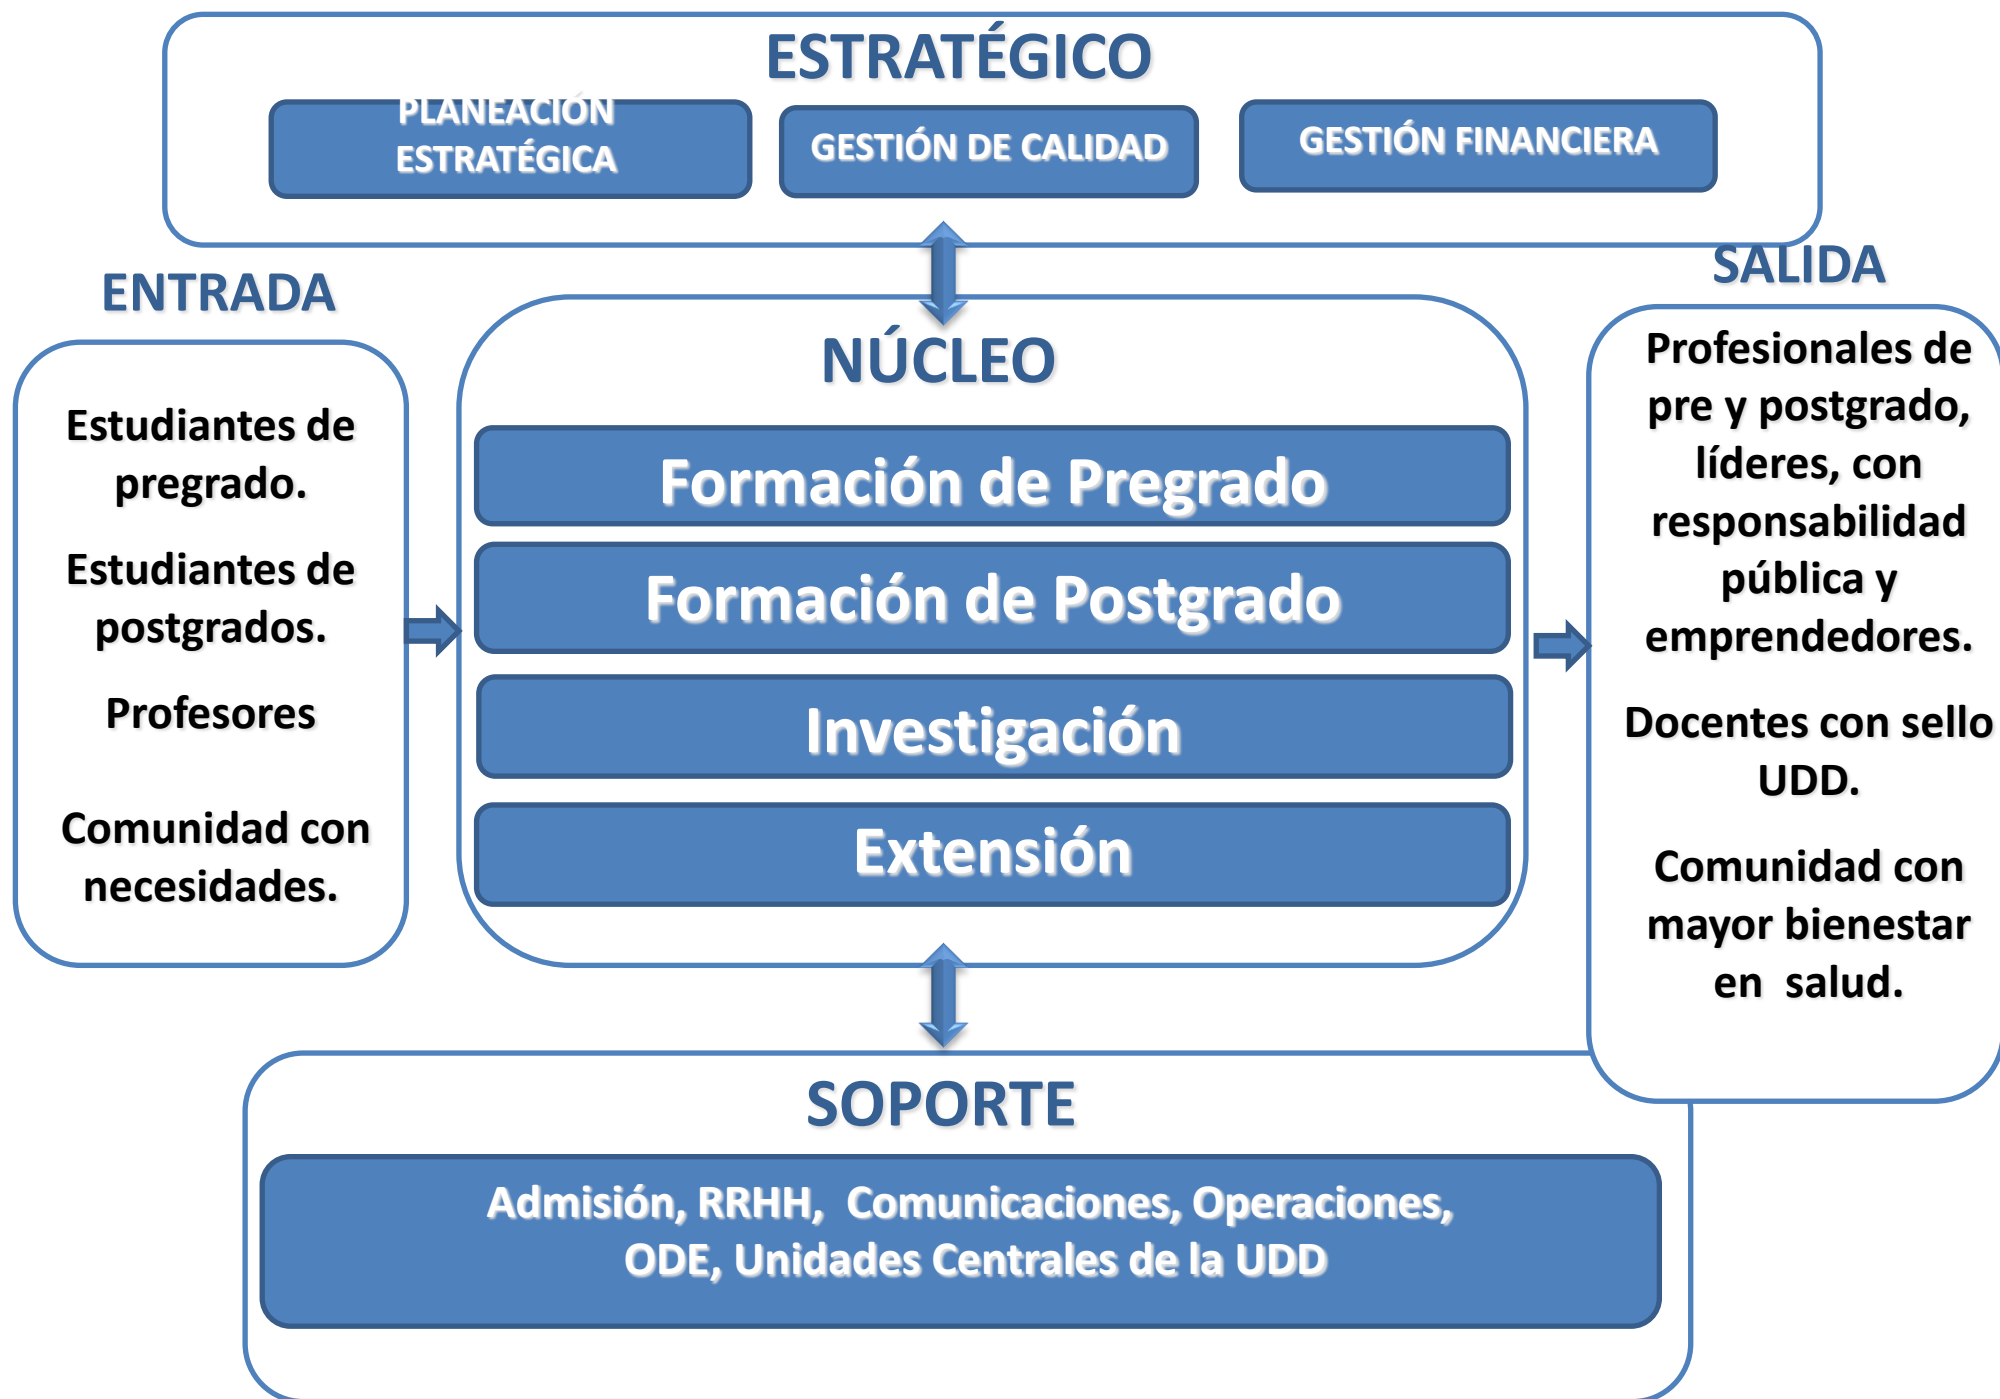 ESTRATÉGICO
PLANEACIÓN
ESTRATÉGICA
GESTIÓN DE CALIDAD
GESTIÓN FINANCIERA
ENTRADA
Estudiantes de
pregrado.
Estudiantes de
postgrados.
Profesores
Comunidad con
necesidades.
NÚCLEO
Formación de Pregrado
Formación de Postgrado
Investigación
Extensión
SALIDA
Profesionales de
pre y postgrado,
líderes, con
responsabilidad
pública y
emprendedores.
Docentes con sello
UDD.
Comunidad con
mayor bienestar
en salud.
SOPORTE
Admisión, RRHH, Comunicaciones, Operaciones,
ODE, Unidades Centrales de la UDD